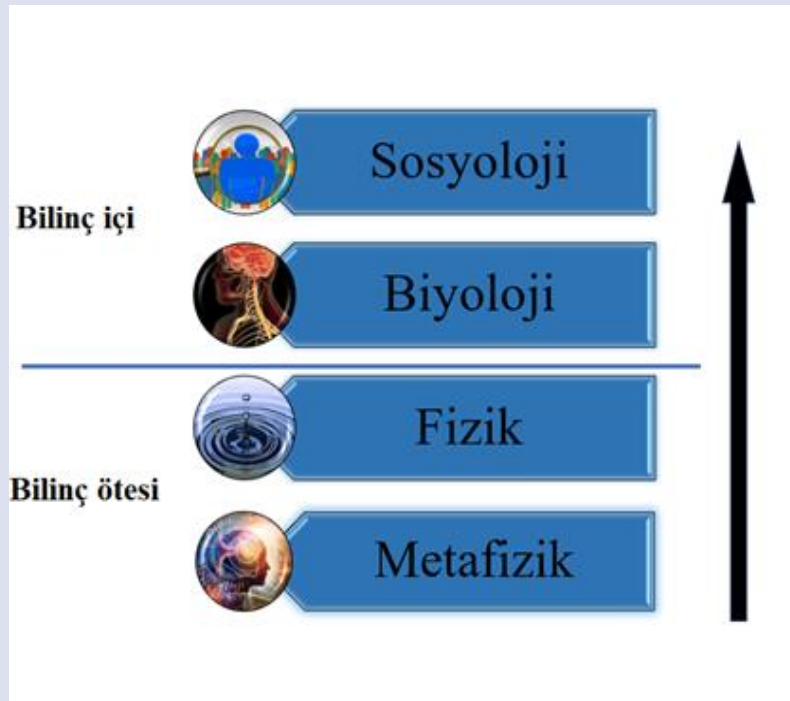 Sosyoloji
Bilinç içi
Biyoloji
Fizik
Bilinç ötesi
Metafizik